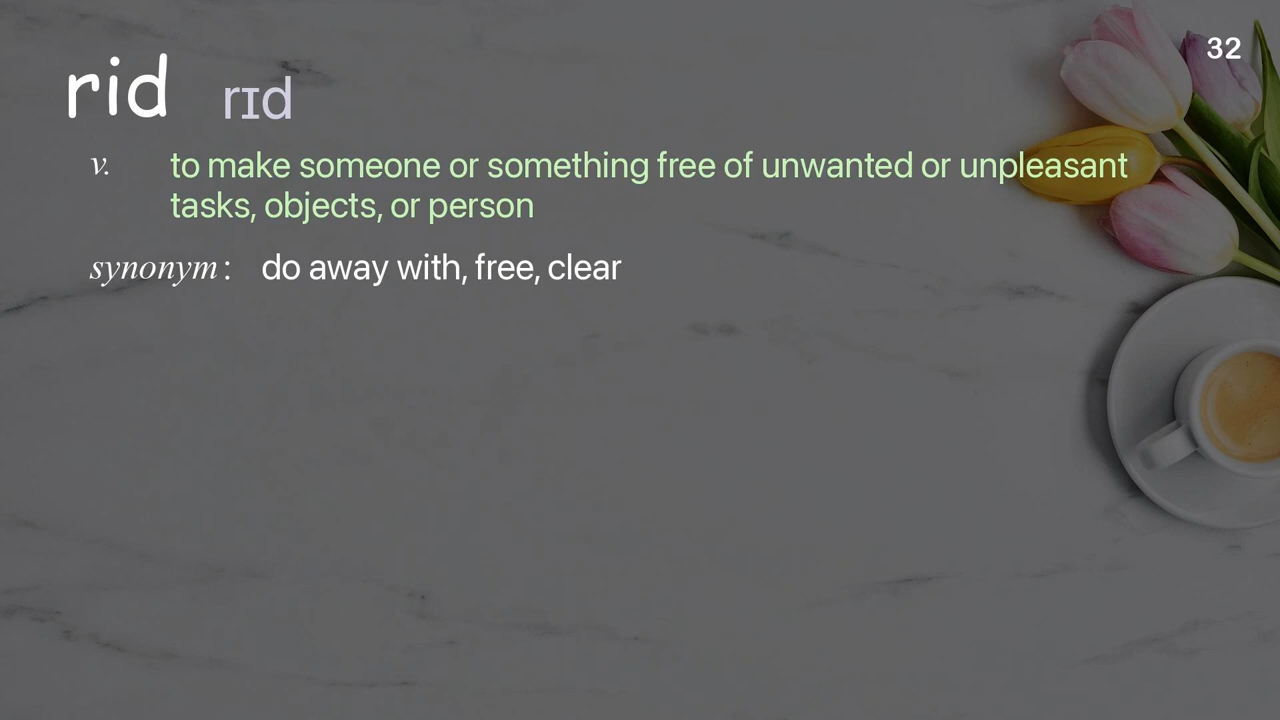 32
rid rɪd
v. to make someone or something free of unwanted or unpleasant
tasks, objects, or person
synonym: do away with, free, clear